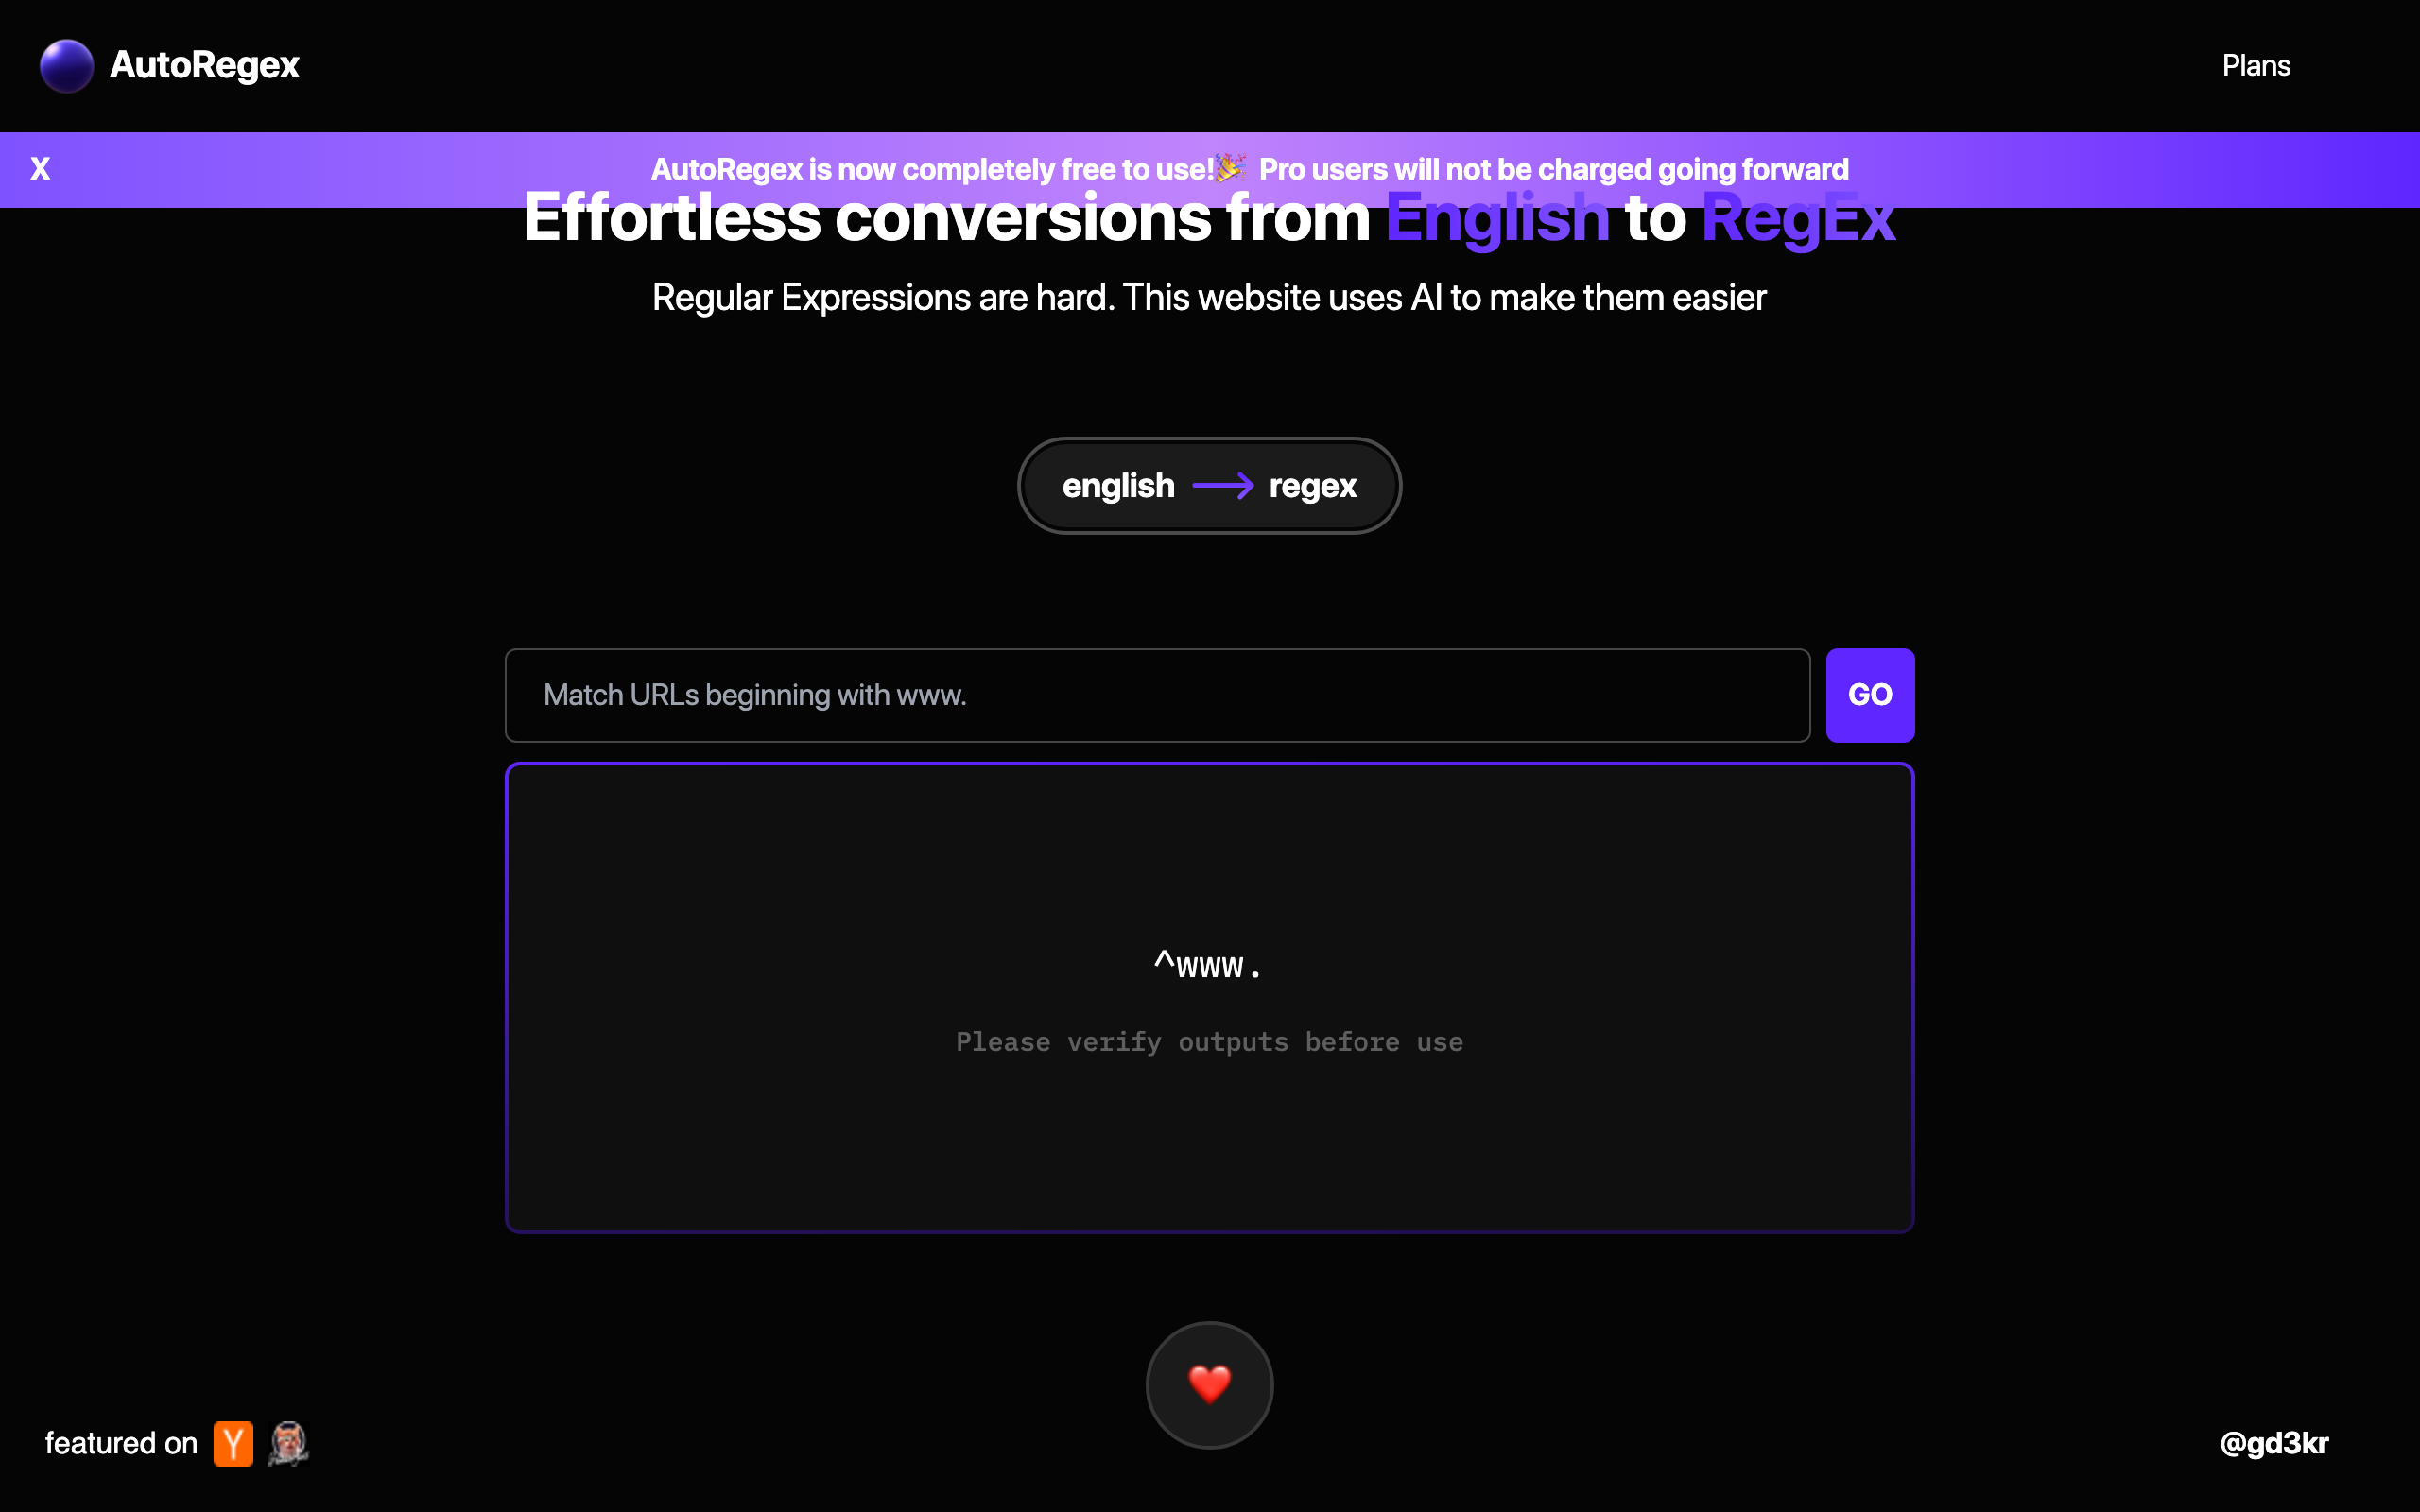 AutoRegex
Plans
X
AutoRegex is now completely free to use!🎉 Pro users will not be charged going forward
Effortless conversions from English to RegEx
Regular Expressions are hard. This website uses AI to make them easier
english → regex
Match URLs beginning with www.
GO
^www.
Please verify outputs before use
❤️
featured on Y
@gd3kr